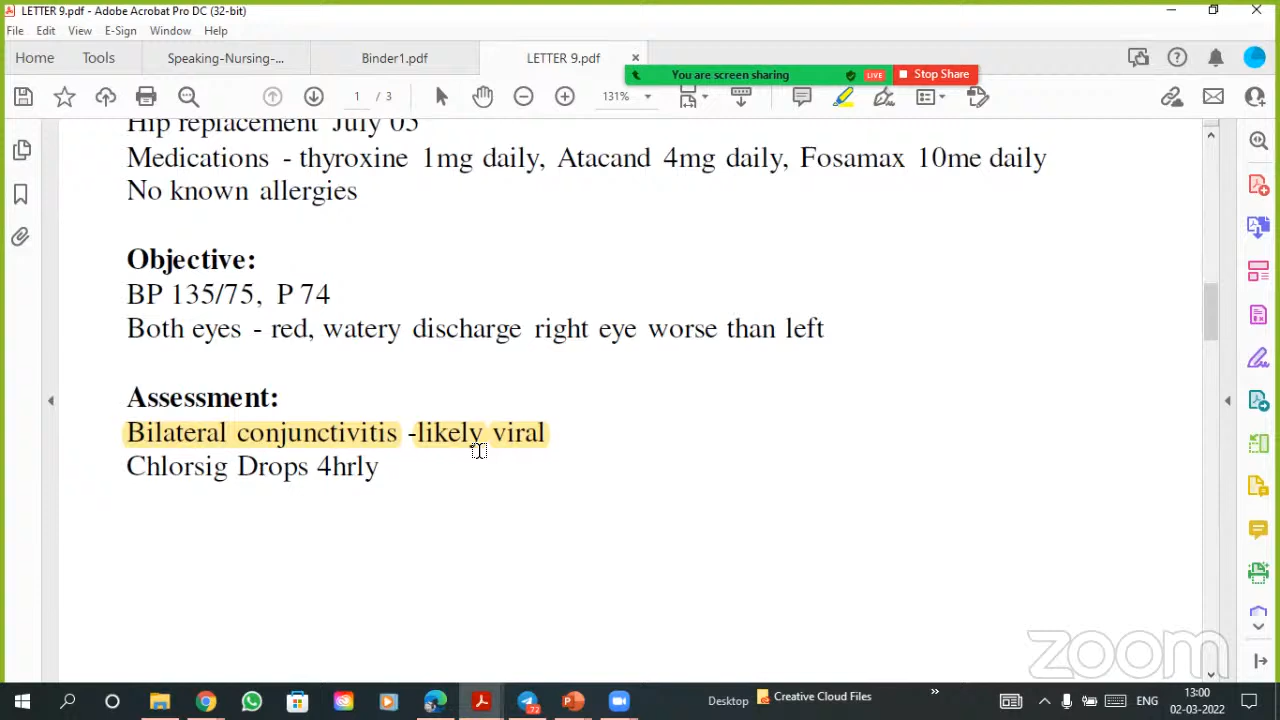 LETTER 9.pdf - Adobe Acrobat Pro DC (32-bit)
File Edit View E-Sign Window Help
Home Tools Speaking-Nursing-... Binder1.pdf LETTER 9.pdf
You are screen sharing LIVE Stop Share
1 / 3 131%
Hip replacement July 05
Medications - thyroxine 1mg daily, Atacand 4mg daily, Fosamax 10me daily
No known allergies
Objective:
BP 135/75, P 74
Both eyes - red, watery discharge right eye worse than left
Assessment:
Bilateral conjunctivitis -likely viral
Chlorsig Drops 4hrly
zoom
72 Desktop Creative Cloud Files » ENG 13:00
02-03-2022